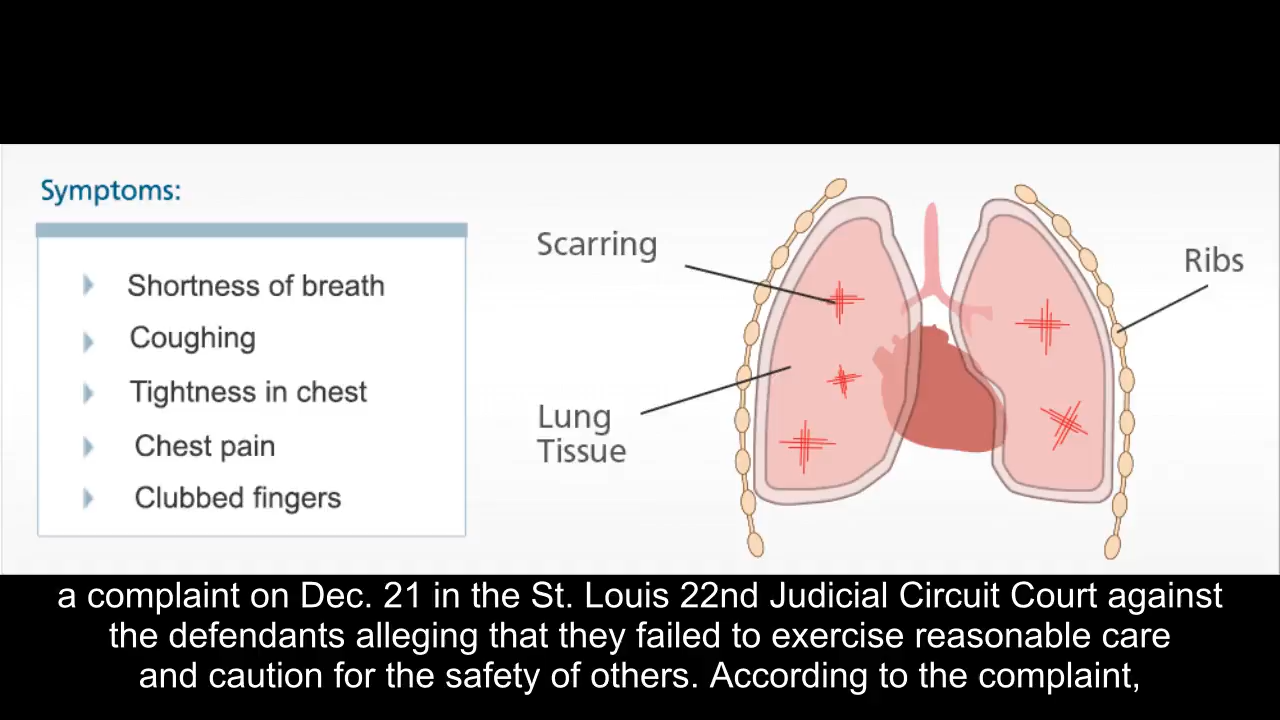 Symptoms:
Shortness of breath
Coughing
Tightness in chest
Chest pain
Clubbed fingers
Scarring
Lung
Tissue
Ribs
a complaint on Dec. 21 in the St. Louis 22nd Judicial Circuit Court against
the defendants alleging that they failed to exercise reasonable care
and caution for the safety of others. According to the complaint,